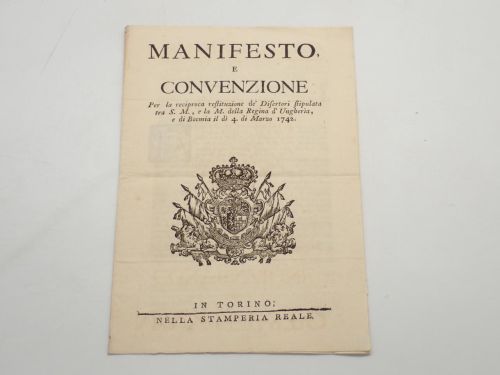 MANIFESTO,
E
CONVENZIONE
Per la reciproca restituzione de' Disertori stipulata
tra S. M., e la M. della Regina d'Ungheria,
e di Boemia il dì 4. di Marzo 1742.
IN TORINO;
NELLA STAMPERIA REALE.